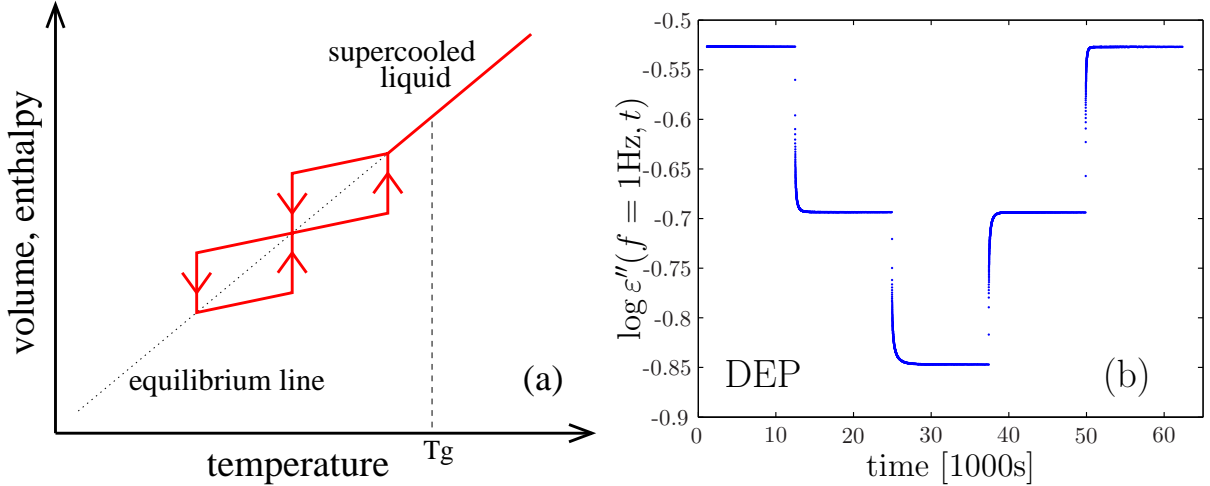 supercooled
liquid
volume, enthalpy
equilibrium line
(a)
Tg
temperature
log ε″(f = 1Hz, t)
-0.5
-0.55
-0.6
-0.65
-0.7
-0.75
-0.8
-0.85
-0.9
DEP
(b)
0 10 20 30 40 50 60
time [1000s]